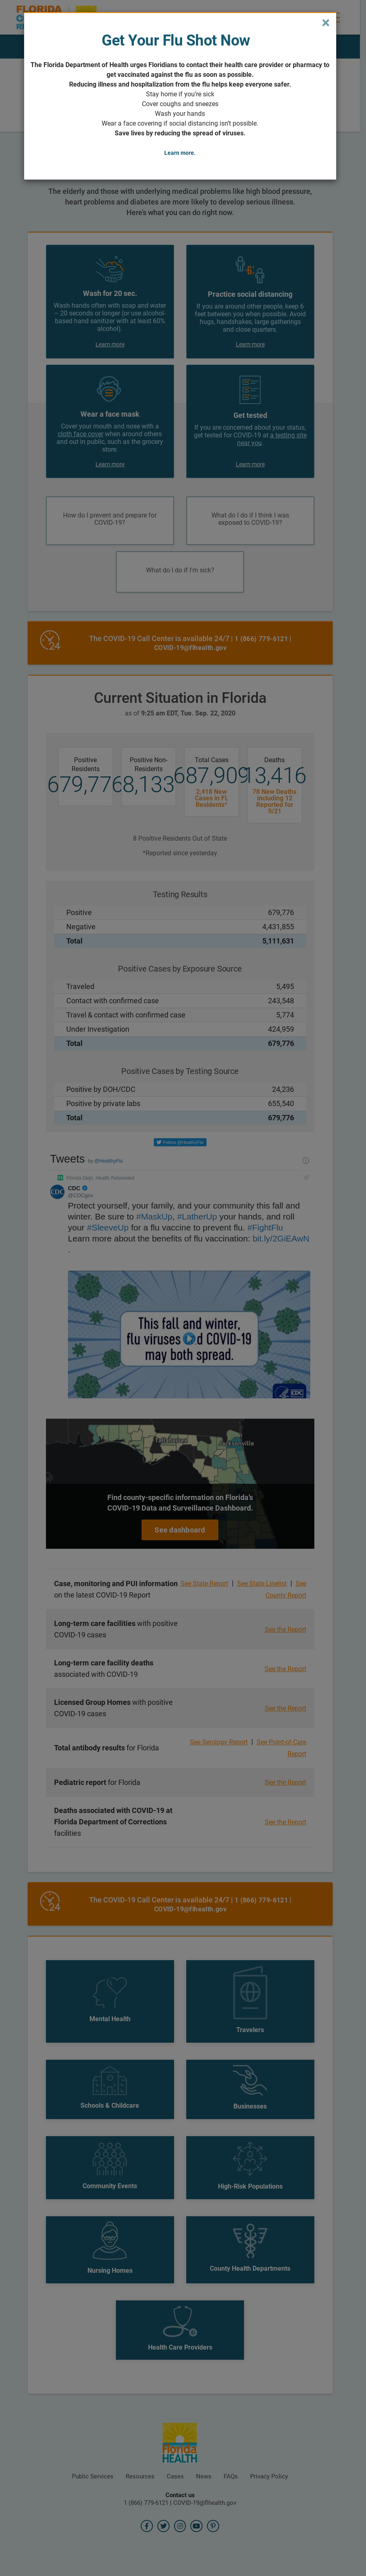 FLORIDA
×
Get Your Flu Shot Now
The Florida Department of Health urges Floridians to contact their health care provider or pharmacy to
get vaccinated against the flu as soon as possible.
Reducing illness and hospitalization from the flu helps keep everyone safer.
Stay home if you're sick
Cover coughs and sneezes
Wash your hands
Wear a face covering if social distancing isn't possible.
Save lives by reducing the spread of viruses.
Learn more.
The elderly and those with underlying medical problems like high blood pressure,
heart problems and diabetes are more likely to develop serious illness.
Here's what you can do right now.
Wash for 20 sec.
Wash hands often with soap and water
– 20 seconds or longer (or use alcohol-
based hand sanitizer with at least 60%
alcohol).
Learn more
Practice social distancing
If you are around other people, keep 6
feet between you when possible. Avoid
hugs, handshakes, large gatherings
and close quarters.
Learn more
Wear a face mask
Cover your mouth and nose with a
cloth face cover when around others
and out in public, such as the grocery
store.
Learn more
Get tested
If you are concerned about your status,
get tested for COVID-19 at a testing site
near you.
Learn more
How do I prevent and prepare for
COVID-19?
What do I do if I think I was
exposed to COVID-19?
What do I do if I'm sick?
24
The COVID-19 Call Center is available 24/7 | 1 (866) 779-6121 |
COVID-19@flhealth.gov
Current Situation in Florida
as of 9:25 am EDT, Tue. Sep. 22, 2020
Positive
Residents
679,776
Positive Non-
Residents
8,133
Total Cases
687,909
2,418 New
Cases in FL
Residents*
Deaths
13,416
78 New Deaths
including 12
Reported for
9/21
8 Positive Residents Out of State
*Reported since yesterday
Testing Results
Positive 679,776
Negative 4,431,855
Total 5,111,631
Positive Cases by Exposure Source
Traveled 5,495
Contact with confirmed case 243,548
Travel & contact with confirmed case 5,774
Under Investigation 424,959
Total 679,776
Positive Cases by Testing Source
Positive by DOH/CDC 24,236
Positive by private labs 655,540
Total 679,776
Follow @HealthyFla
Tweets by @HealthyFla
Florida Dept. Health Retweeted
CDC
@CDCgov
Protect yourself, your family, and your community this fall and
winter. Be sure to #MaskUp, #LatherUp your hands, and roll
your #SleeveUp for a flu vaccine to prevent flu. #FightFlu
Learn more about the benefits of flu vaccination: bit.ly/2GiEAwN
.
This fall and winter,
flu viruses d COVID-19
may both spread.
CDC
Tallahassee
Jacksonville
Find county-specific information on Florida's
COVID-19 Data and Surveillance Dashboard.
See dashboard
Case, monitoring and PUI information
on the latest COVID-19 Report
See State Report | See State Linelist | See
County Report
Long-term care facilities with positive
COVID-19 cases
See the Report
Long-term care facility deaths
associated with COVID-19
See the Report
Licensed Group Homes with positive
COVID-19 cases
See the Report
Total antibody results for Florida
See Serology Report | See Point-of-Care
Report
Pediatric report for Florida
See the Report
Deaths associated with COVID-19 at
Florida Department of Corrections
facilities
See the Report
24
The COVID-19 Call Center is available 24/7 | 1 (866) 779-6121 |
COVID-19@flhealth.gov
Mental Health
Travelers
Schools & Childcare
Businesses
Community Events
High-Risk Populations
Nursing Homes
County Health Departments
Health Care Providers
Florida
HEALTH
Public Services Resources Cases News FAQs Privacy Policy
Contact us
1 (866) 779-6121 | COVID-19@flhealth.gov